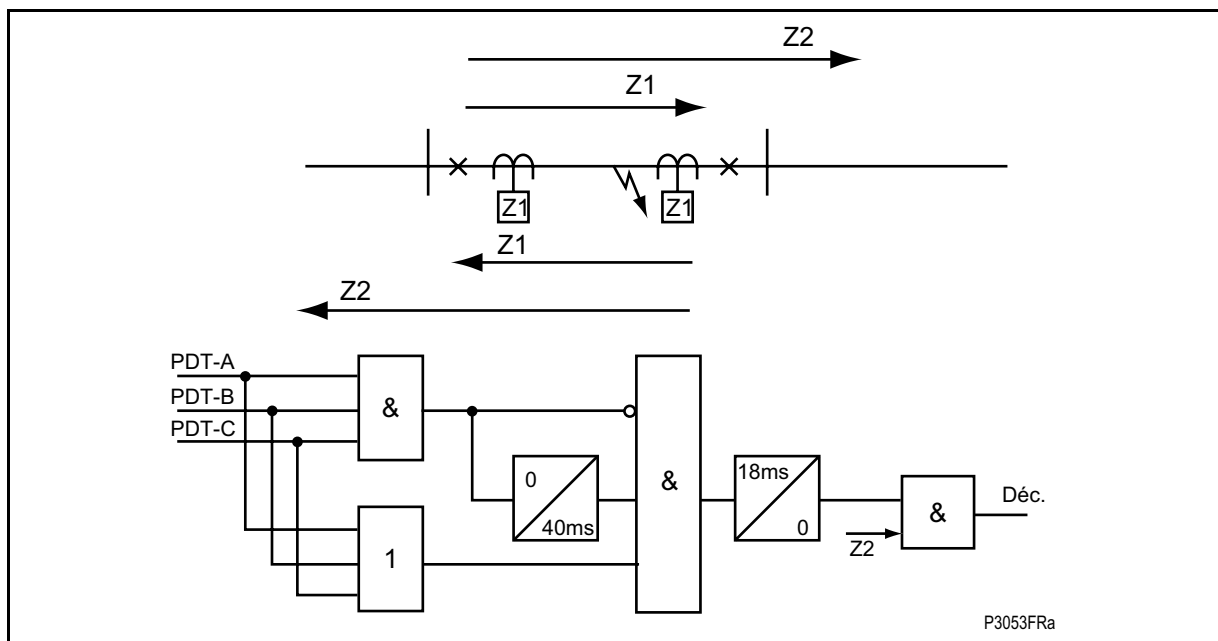 Z2
Z1
Z1 Z1
Z1
Z2
PDT-A
PDT-B
PDT-C
&
0
40ms
1
&
18ms
0
Z2
&
Déc.
P3053FRa